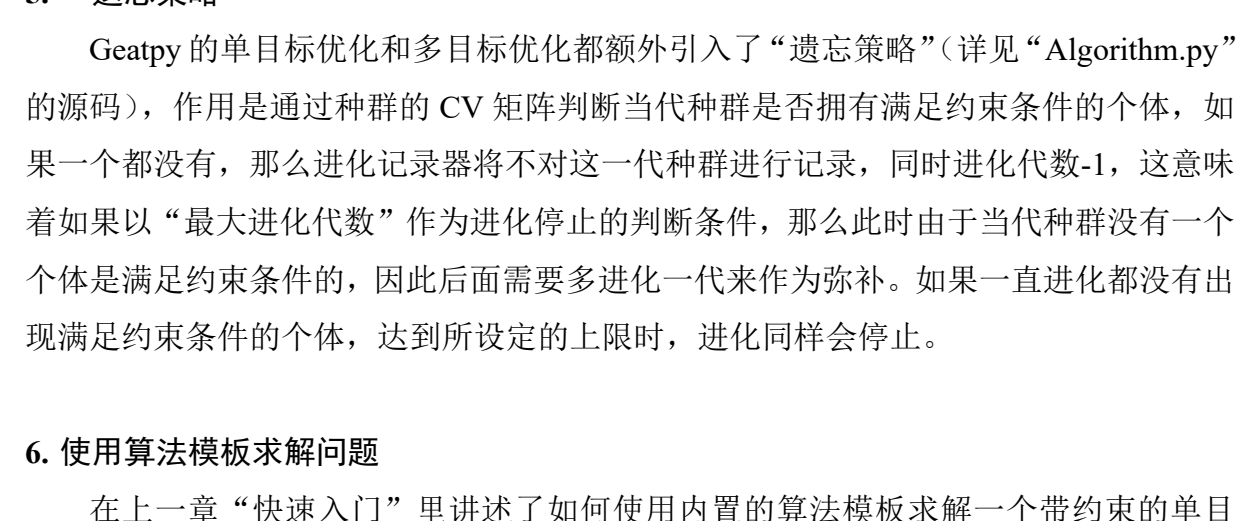 5. 遗忘策略
Geatpy 的单目标优化和多目标优化都额外引入了“遗忘策略”（详见“Algorithm.py”
的源码），作用是通过种群的 CV 矩阵判断当代种群是否拥有满足约束条件的个体，如
果一个都没有，那么进化记录器将不对这一代种群进行记录，同时进化代数-1，这意味
着如果以“最大进化代数”作为进化停止的判断条件，那么此时由于当代种群没有一个
个体是满足约束条件的，因此后面需要多进化一代来作为弥补。如果一直进化都没有出
现满足约束条件的个体，达到所设定的上限时，进化同样会停止。
6. 使用算法模板求解问题
在上一章“快速入门”里讲述了如何使用内置的算法模板求解一个带约束的单目